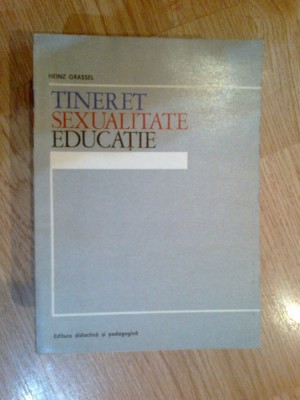 HEINZ GRASSEL
TINERET
SEXUALITATE
EDUCAȚIE
Editura didactică și pedagogică